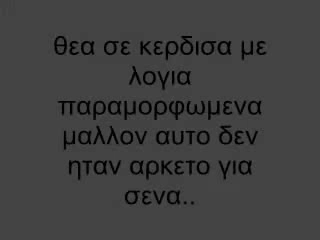 θεα σε κερδισα με
λογια
παραμορφωμενα
μαλλον αυτο δεν
ηταν αρκετο για
σενα..